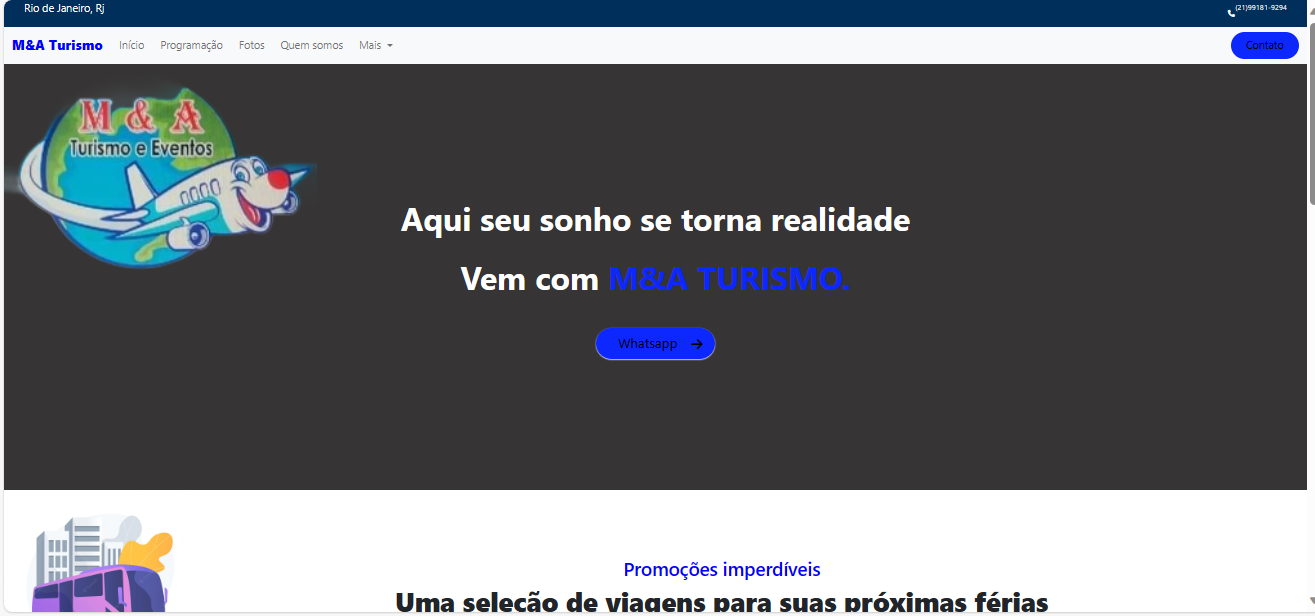 Rio de Janeiro, Rj
(21)99181-9294
M&A Turismo
Início
Programação
Fotos
Quem somos
Mais
Contato
M & A
Turismo e Eventos
Aqui seu sonho se torna realidade
Vem com M&A TURISMO.
Whatsapp
Promoções imperdíveis
Uma seleção de viagens para suas próximas férias